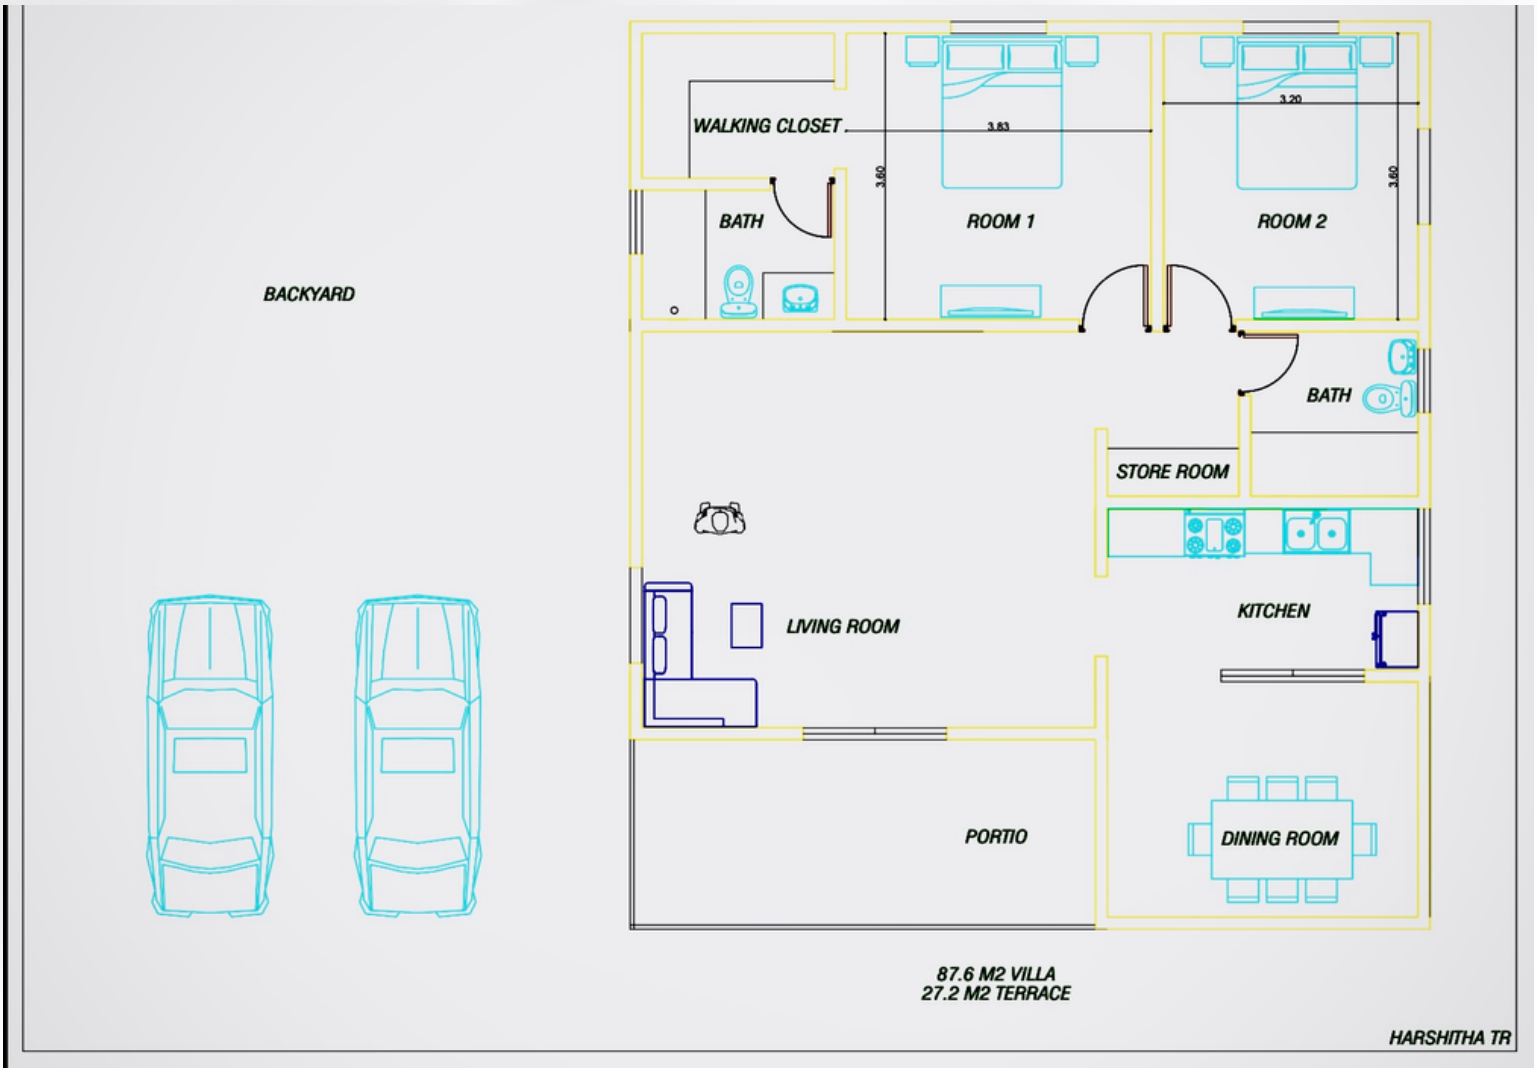 3.20
WALKING CLOSET
3.83
3.60
3.60
BATH
ROOM 1
ROOM 2
BACKYARD
BATH
STORE ROOM
KITCHEN
LIVING ROOM
PORTIO
DINING ROOM
87.6 M2 VILLA
27.2 M2 TERRACE
HARSHITHA TR